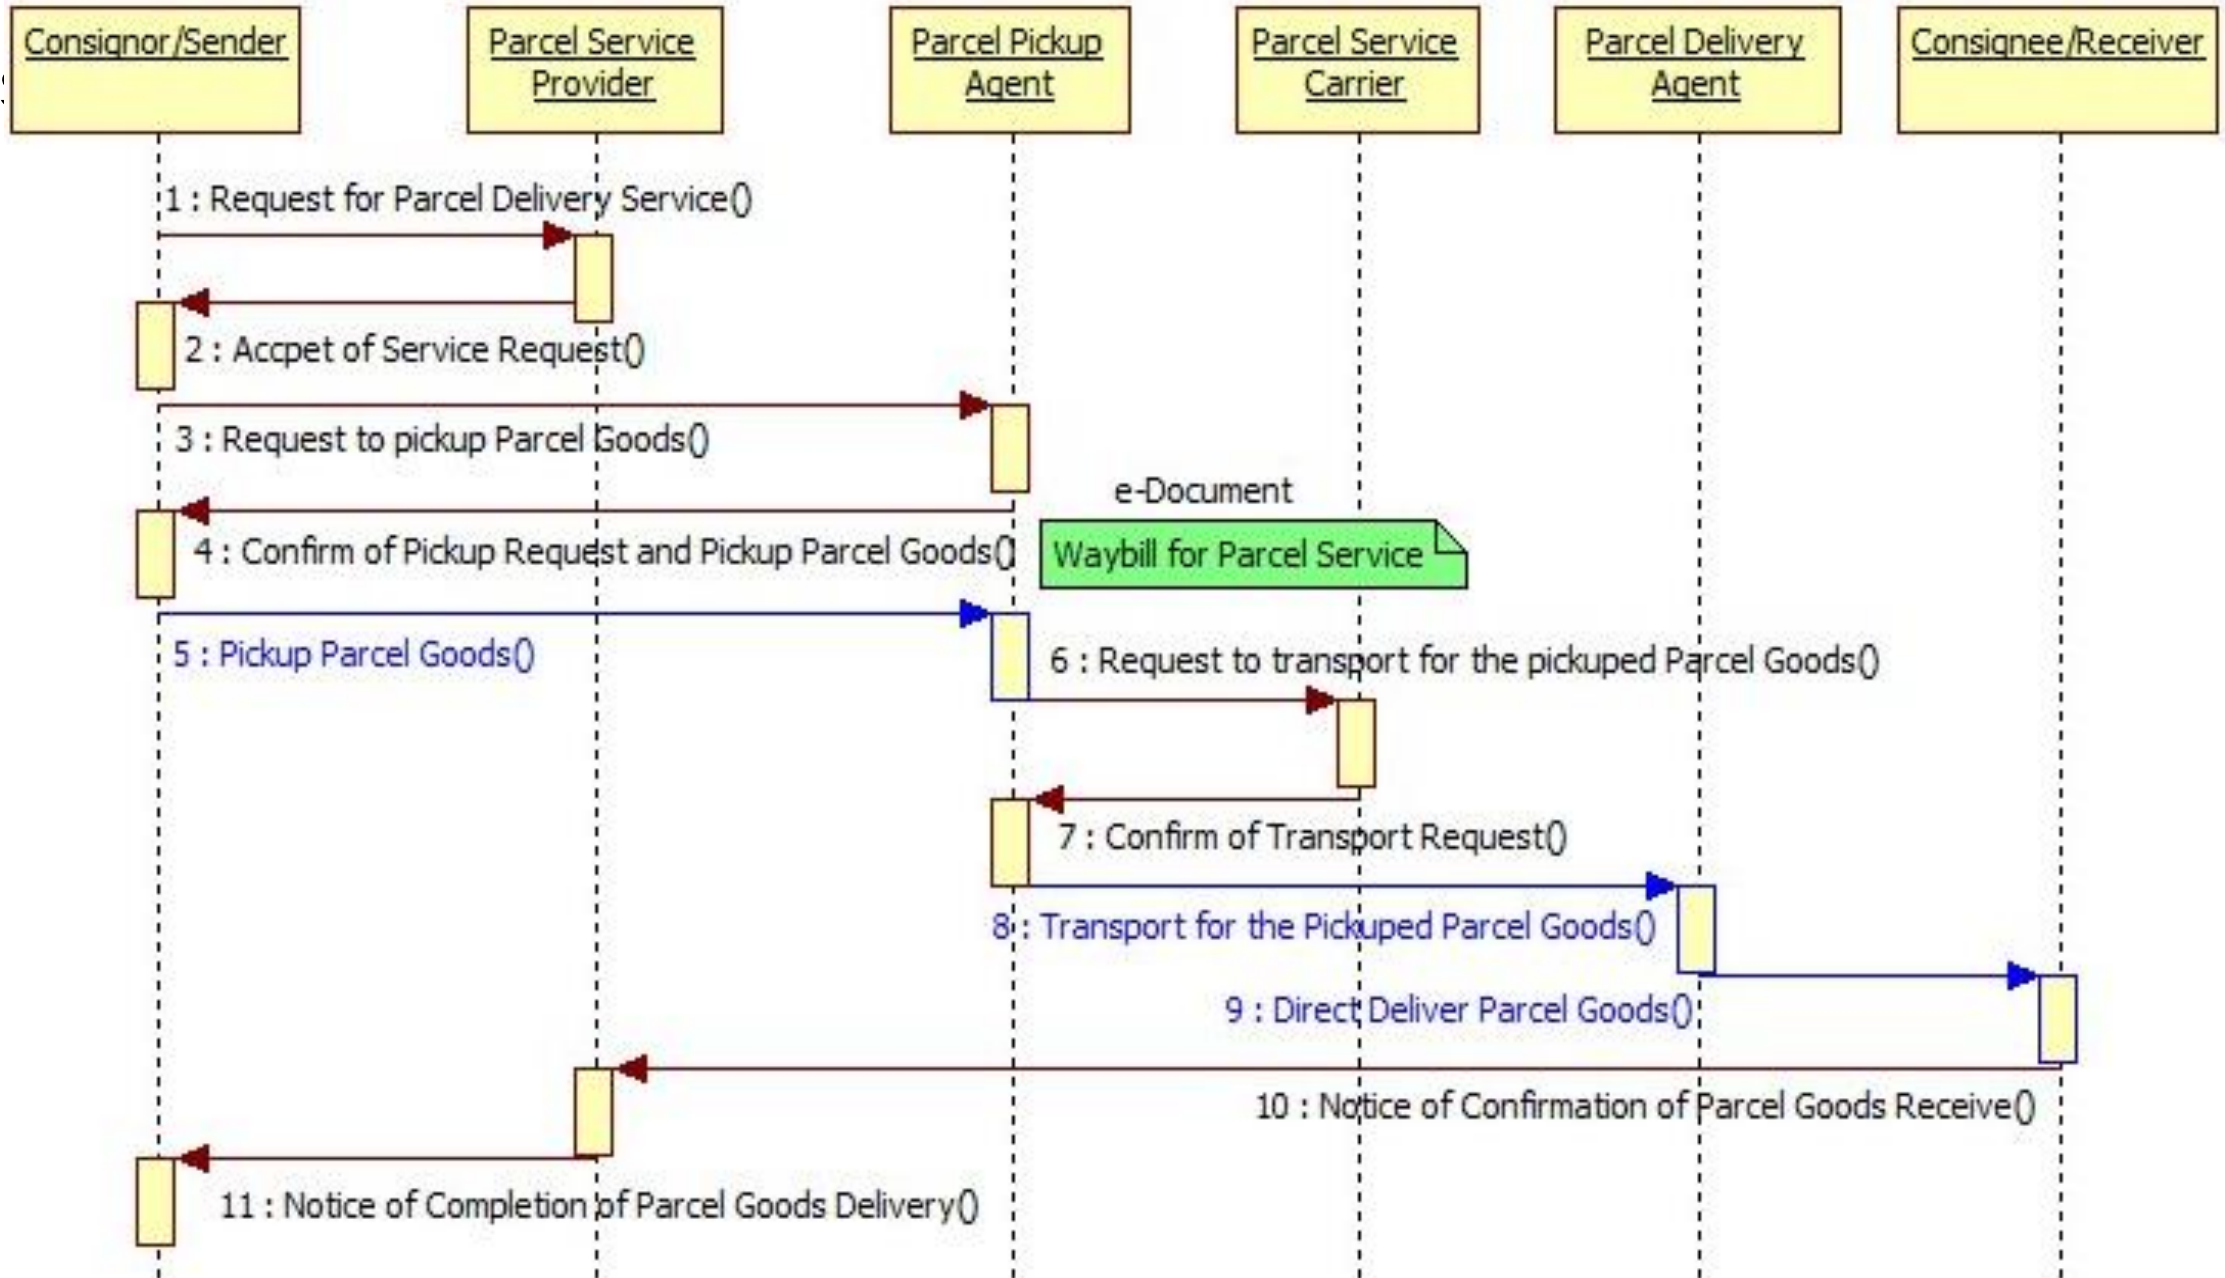 Consignor/Sender
Parcel Service
Provider
Parcel Pickup
Agent
Parcel Service
Carrier
Parcel Delivery
Agent
Consignee/Receiver
1 : Request for Parcel Delivery Service()
2 : Accpet of Service Request()
3 : Request to pickup Parcel Goods()
e-Document
4 : Confirm of Pickup Request and Pickup Parcel Goods()
Waybill for Parcel Service
5 : Pickup Parcel Goods()
6 : Request to transport for the pickuped Parcel Goods()
7 : Confirm of Transport Request()
8 : Transport for the Pickuped Parcel Goods()
9 : Direct Deliver Parcel Goods()
10 : Notice of Confirmation of Parcel Goods Receive()
11 : Notice of Completion of Parcel Goods Delivery()